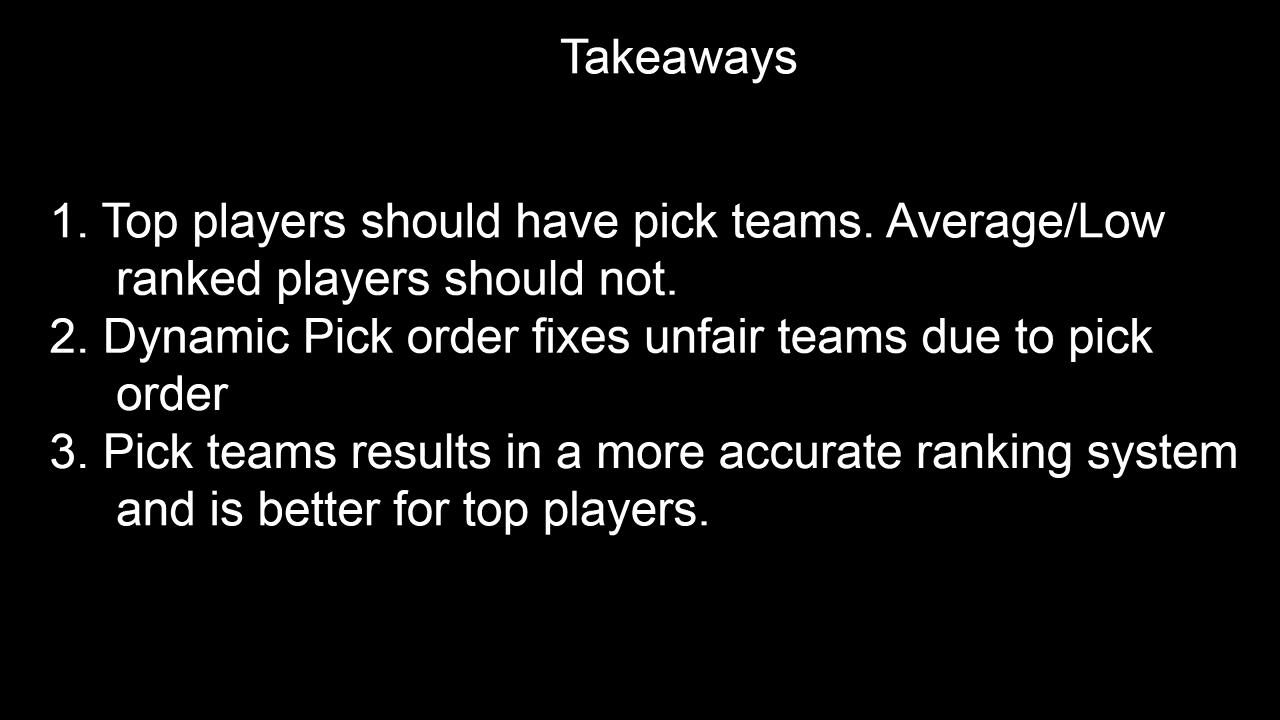 Takeaways
1. Top players should have pick teams. Average/Low
ranked players should not.
2. Dynamic Pick order fixes unfair teams due to pick
order
3. Pick teams results in a more accurate ranking system
and is better for top players.